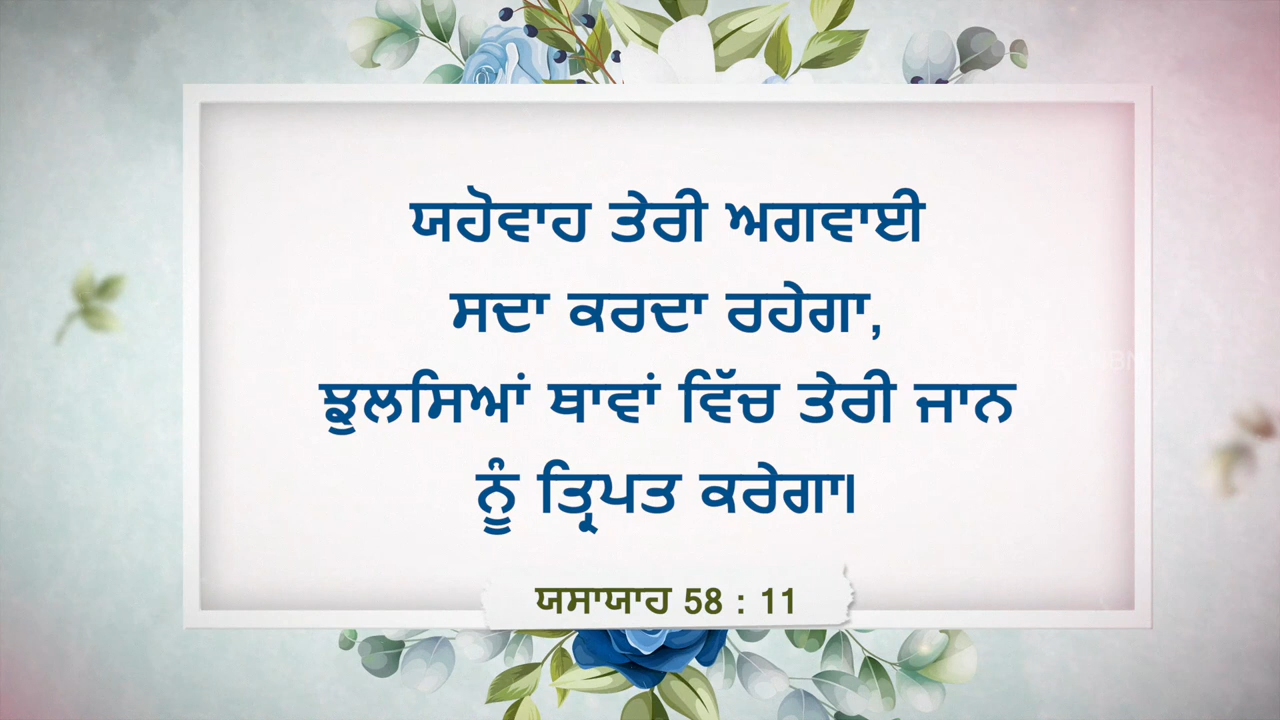 ਯਹੋਵਾਹ ਤੇਰੀ ਅਗਵਾਈ
ਸਦਾ ਕਰਦਾ ਰਹੇਗਾ,
ਝੁਲਸਿਆਂ ਥਾਵਾਂ ਵਿੱਚ ਤੇਰੀ ਜਾਨ
ਨੂੰ ਤ੍ਰਿਪਤ ਕਰੇਗਾ।
ਯਸਾਯਾਹ 58 : 11